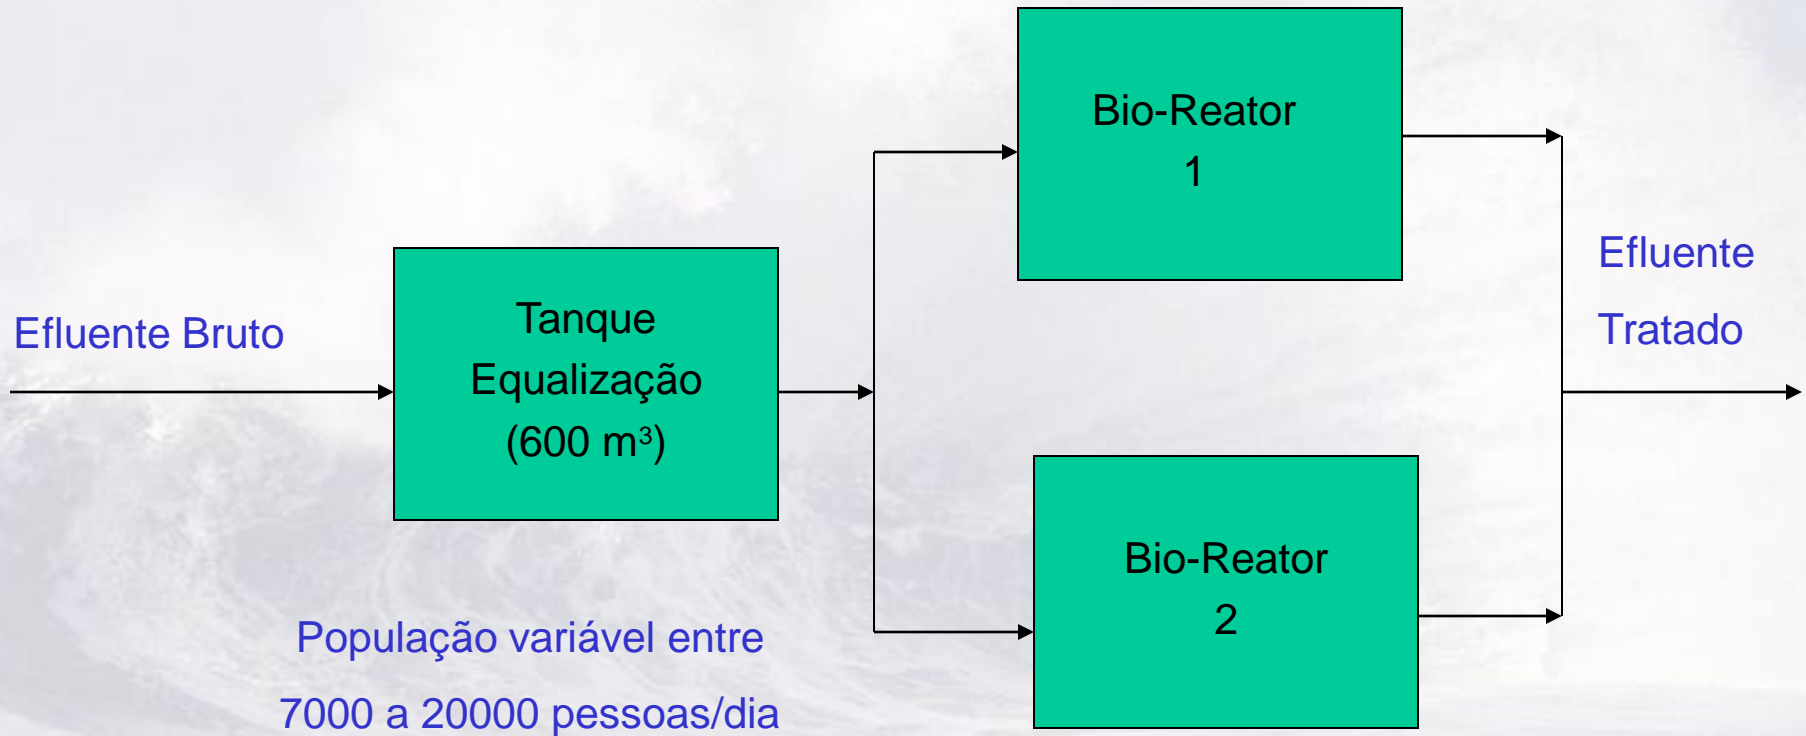 Efluente Bruto
Tanque
Equalização
(600 m³)
Bio-Reator
1
Bio-Reator
2
Efluente
Tratado
População variável entre
7000 a 20000 pessoas/dia